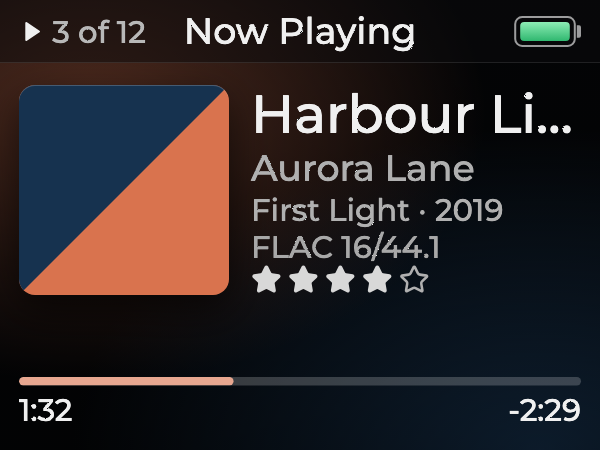 3 of 12
Now Playing
Harbour Li...
Aurora Lane
First Light · 2019
FLAC 16/44.1
1:32
-2:29